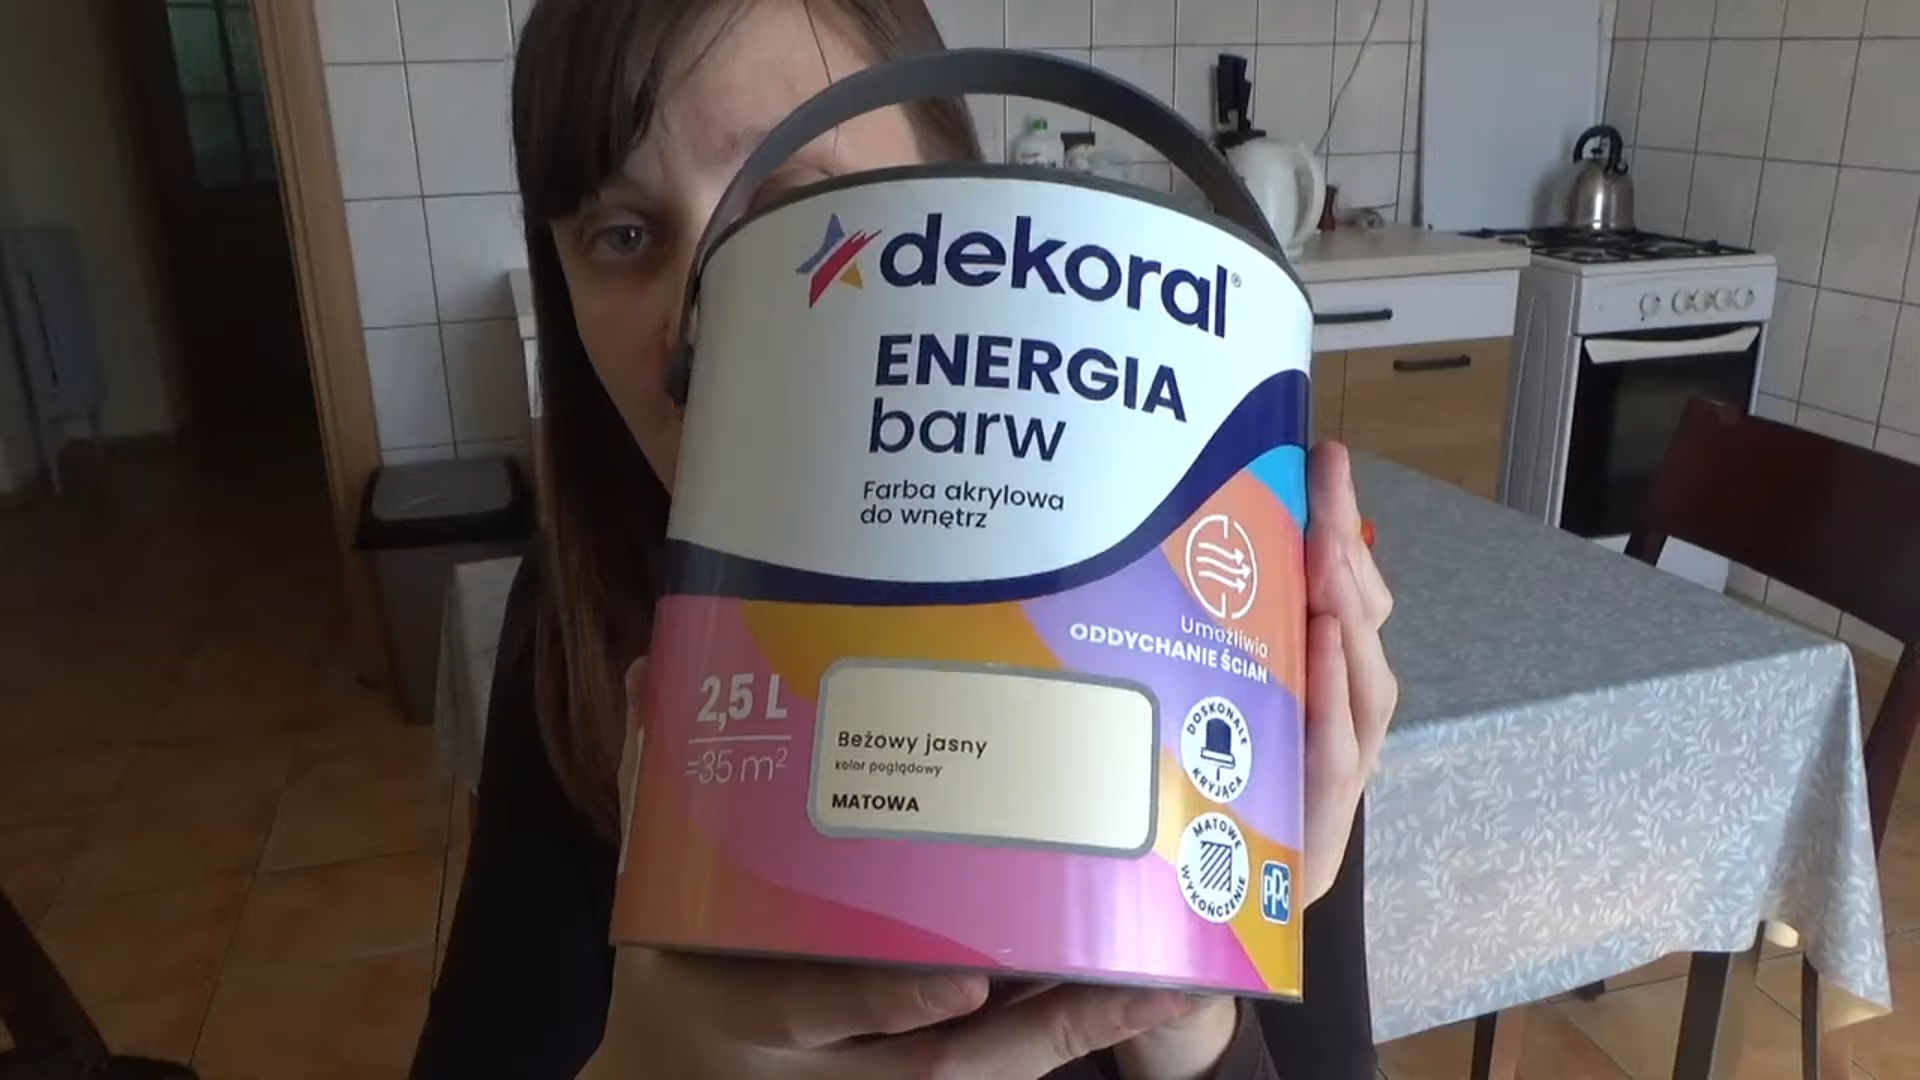 dekoral®
ENERGIA
barw
Farba akrylowa
do wnętrz
Umożliwia
ODDYCHANIE ŚCIAN
2,5 L
=35 m²
Beżowy jasny
kolor poglądowy
MATOWA
DOSKONALE KRYJĄCA
MATOWE WYKOŃCZENIE
PPG